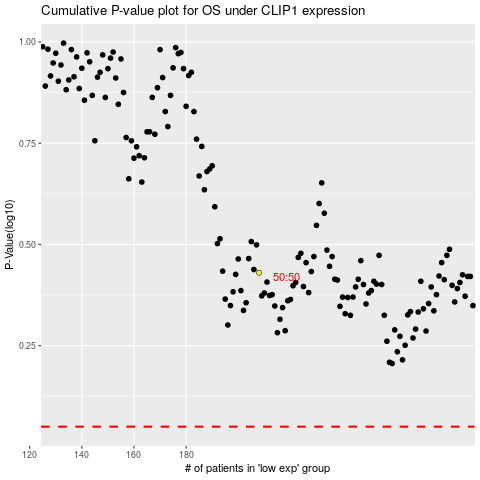 Cumulative P-value plot for OS under CLIP1 expression
P-Value(log10)
1.00
0.75
0.50
0.25
50:50
120 140 160 180
# of patients in 'low exp' group